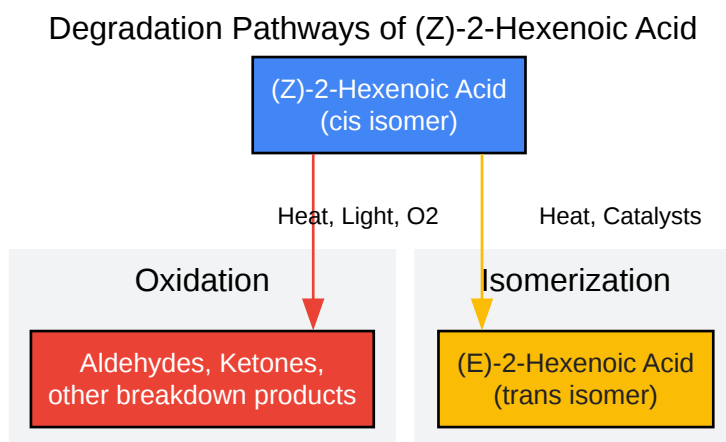 Degradation Pathways of (Z)-2-Hexenoic Acid
(Z)-2-Hexenoic Acid
(cis isomer)
Heat, Light, O2
Heat, Catalysts
Oxidation
Isomerization
Aldehydes, Ketones,
other breakdown products
(E)-2-Hexenoic Acid
(trans isomer)